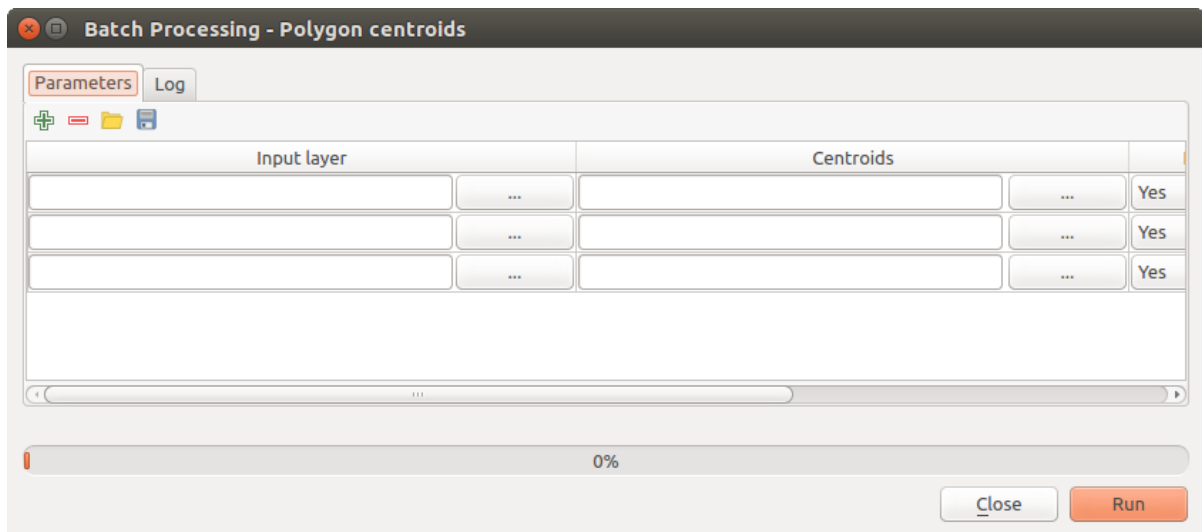 Batch Processing - Polygon centroids
Parameters Log
Input layer Centroids
... ... Yes
... ... Yes
... ... Yes
0%
Close Run